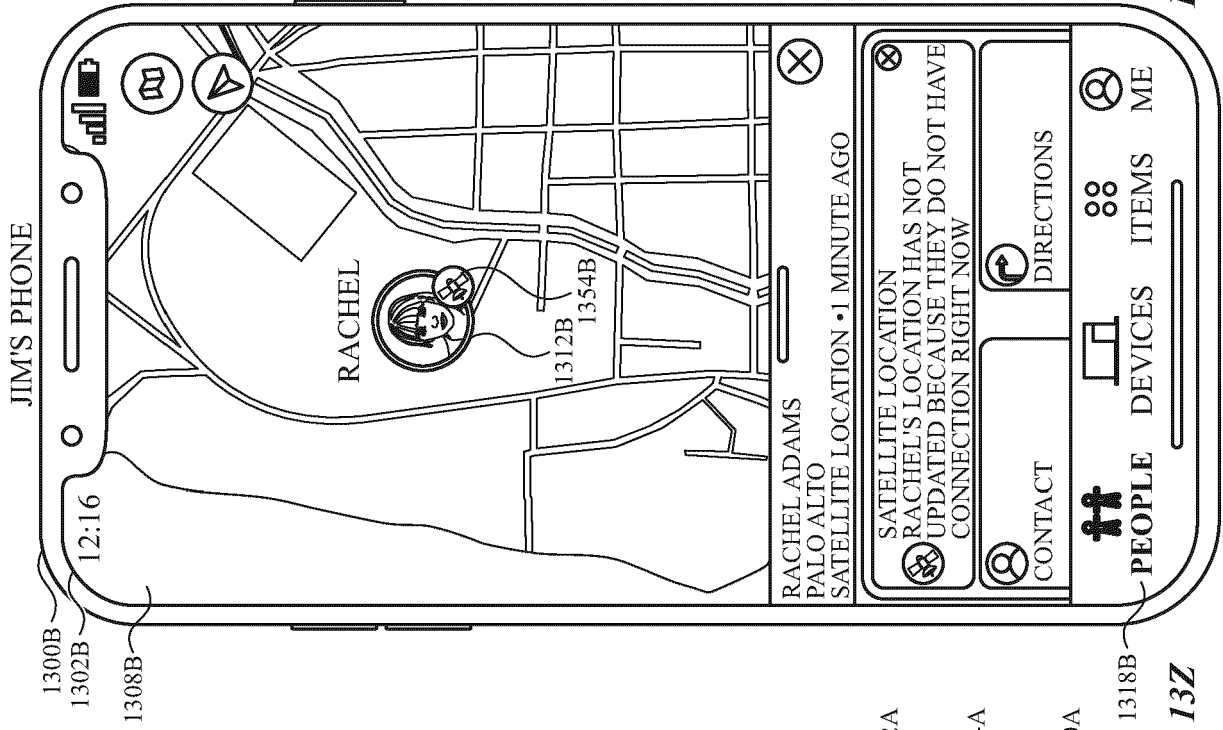 JIM'S PHONE
1300B
1302B
1308B
12:16
RACHEL
1354B
1312B
RACHEL ADAMS
PALO ALTO
SATELLITE LOCATION • 1 MINUTE AGO
SATELLITE LOCATION
RACHEL'S LOCATION HAS NOT
UPDATED BECAUSE THEY DO NOT HAVE
CONNECTION RIGHT NOW
CONTACT
DIRECTIONS
PEOPLE
DEVICES
ITEMS
ME
1318B
13Z